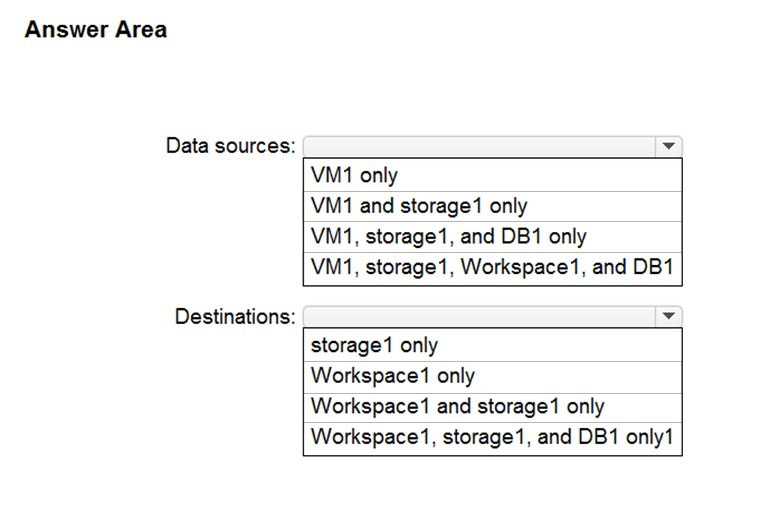 Answer Area
Data sources:
VM1 only
VM1 and storage1 only
VM1, storage1, and DB1 only
VM1, storage1, Workspace1, and DB1
Destinations:
storage1 only
Workspace1 only
Workspace1 and storage1 only
Workspace1, storage1, and DB1 only1